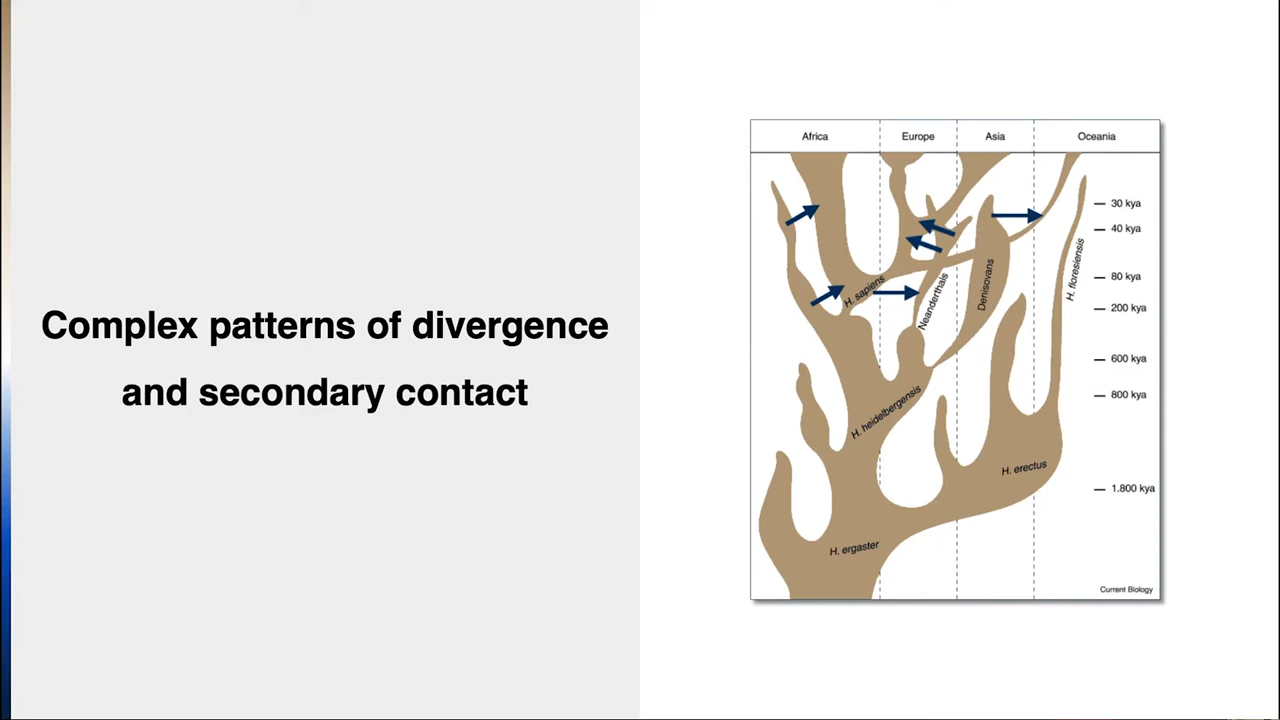 Complex patterns of divergence
and secondary contact
Africa
Europe
Asia
Oceania
30 kya
40 kya
80 kya
200 kya
600 kya
800 kya
1.800 kya
H. sapiens
Neanderthals
Denisovans
H. floresiensis
H. heidelbergensis
H. erectus
H. ergaster
Current Biology